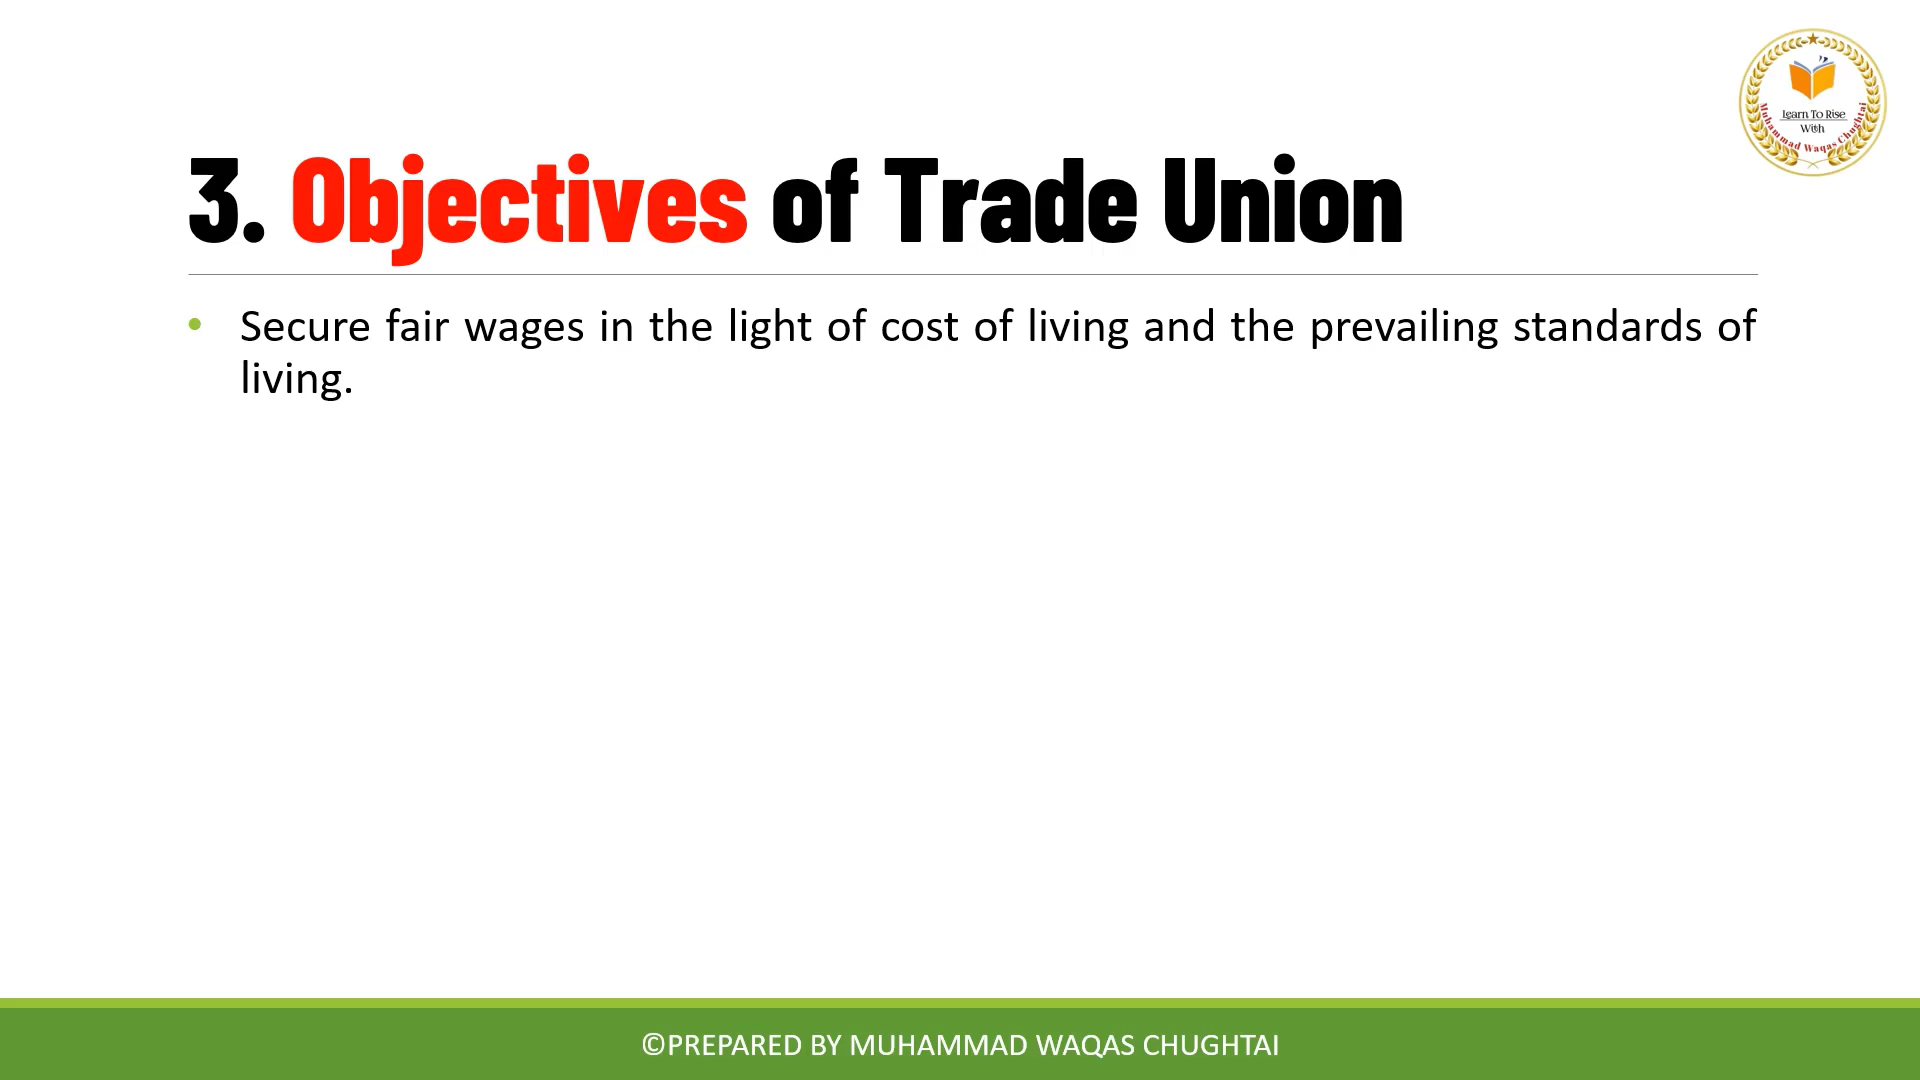 Learn To Rise
With
Muhammad Waqas Chughtai
3. Objectives of Trade Union
• Secure fair wages in the light of cost of living and the prevailing standards of
living.
©PREPARED BY MUHAMMAD WAQAS CHUGHTAI